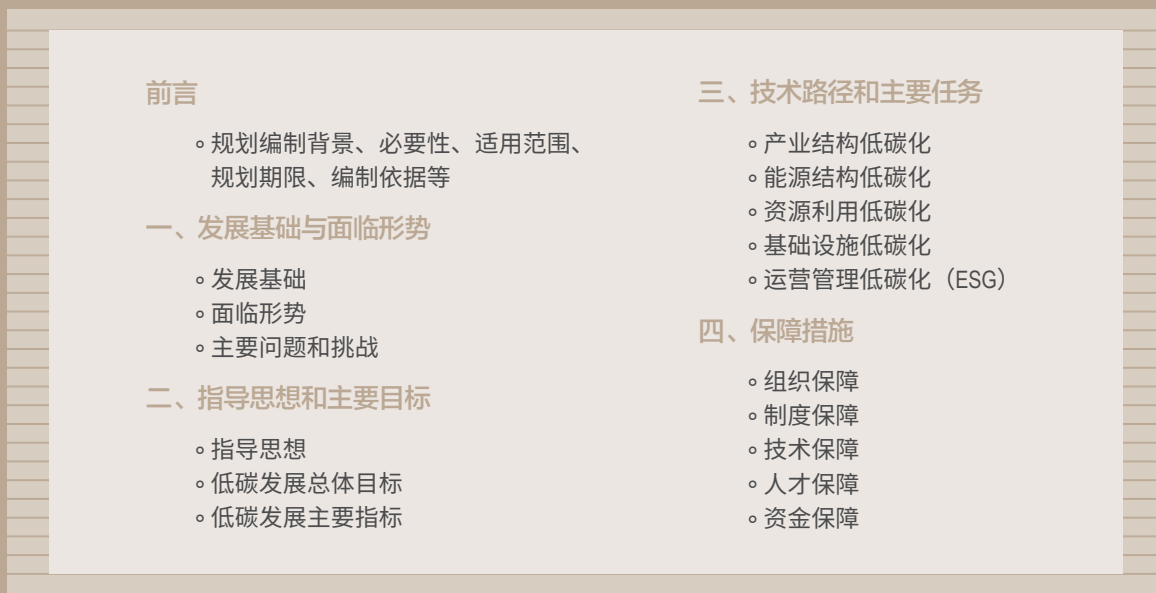 前言
规划编制背景、必要性、适用范围、
规划期限、编制依据等
一、发展基础与面临形势
发展基础
面临形势
主要问题和挑战
二、指导思想和主要目标
指导思想
低碳发展总体目标
低碳发展主要指标
三、技术路径和主要任务
产业结构低碳化
能源结构低碳化
资源利用低碳化
基础设施低碳化
运营管理低碳化（ESG）
四、保障措施
组织保障
制度保障
技术保障
人才保障
资金保障